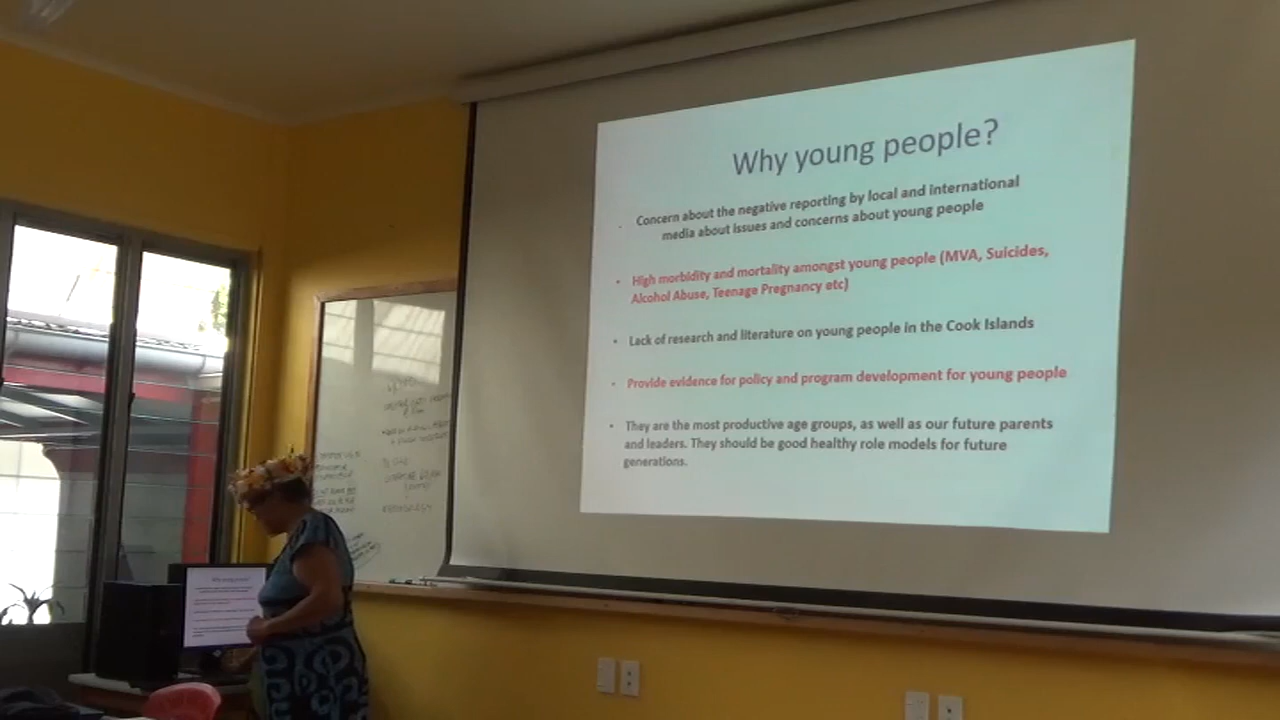 Why young people?
Concern about the negative reporting by local and international
media about issues and concerns about young people
High morbidity and mortality amongst young people (MVA, Suicides,
Alcohol Abuse, Teenage Pregnancy etc)
Lack of research and literature on young people in the Cook Islands
Provide evidence for policy and program development for young people
They are the most productive age groups, as well as our future parents
and leaders. They should be good healthy role models for future
generations.
Why young people?